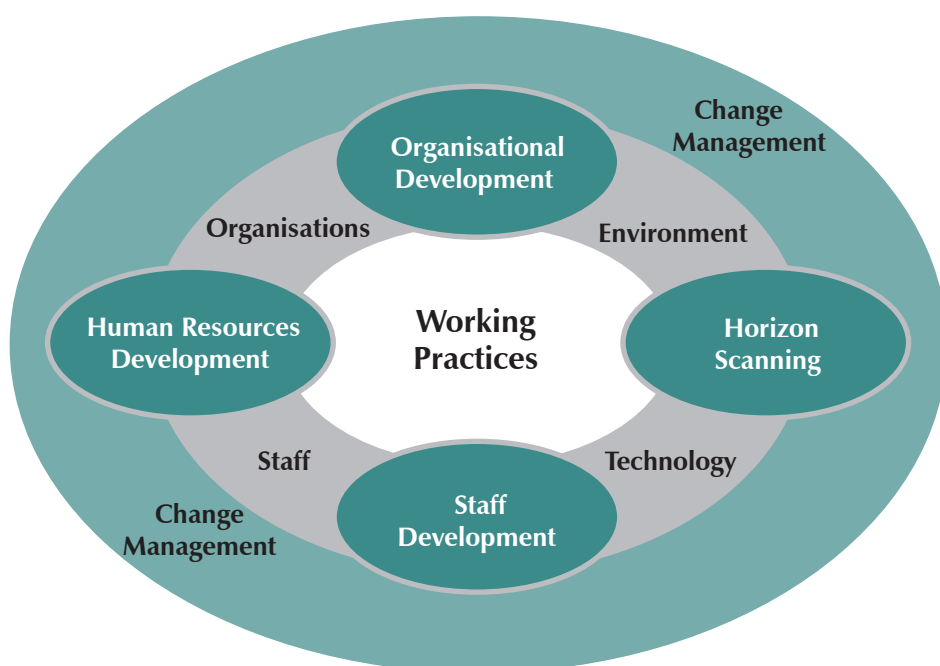 Change
Management
Organisational
Development
Organisations
Environment
Human Resources
Development
Working
Practices
Horizon
Scanning
Staff
Technology
Staff
Development
Change
Management